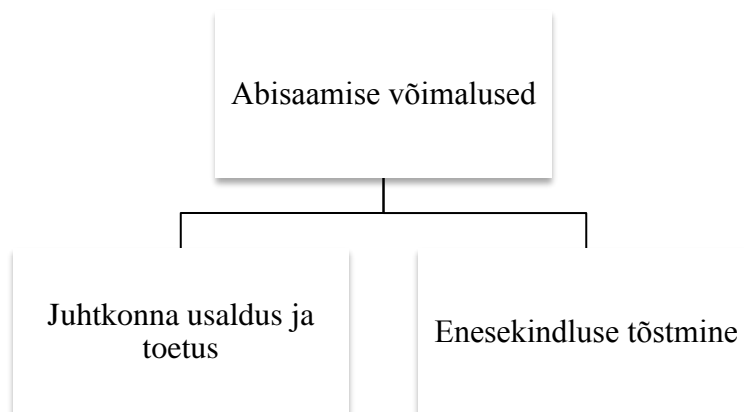 Abisaamise võimalused
Juhtkonna usaldus ja
toetus
Enesekindluse tõstmine